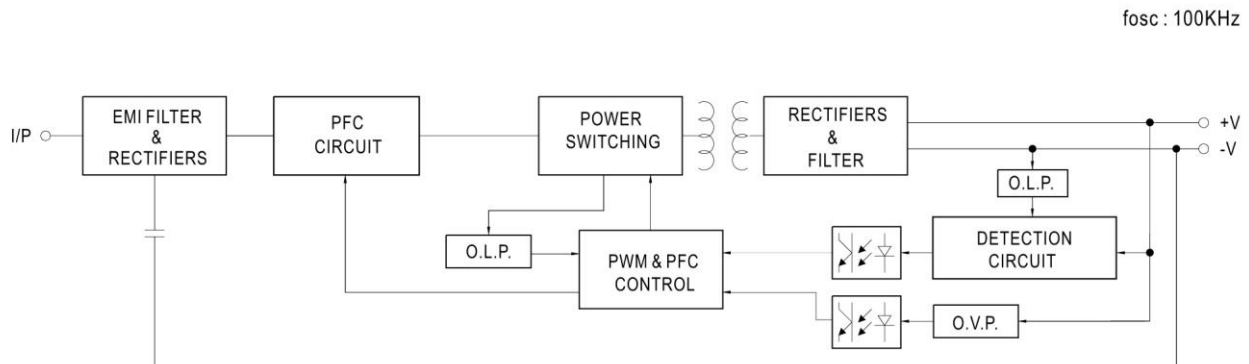 fosc : 100KHz
I/P
EMI FILTER
&
RECTIFIERS
PFC
CIRCUIT
POWER
SWITCHING
RECTIFIERS
&
FILTER
+V
-V
O.L.P.
O.L.P.
PWM & PFC
CONTROL
DETECTION
CIRCUIT
O.V.P.